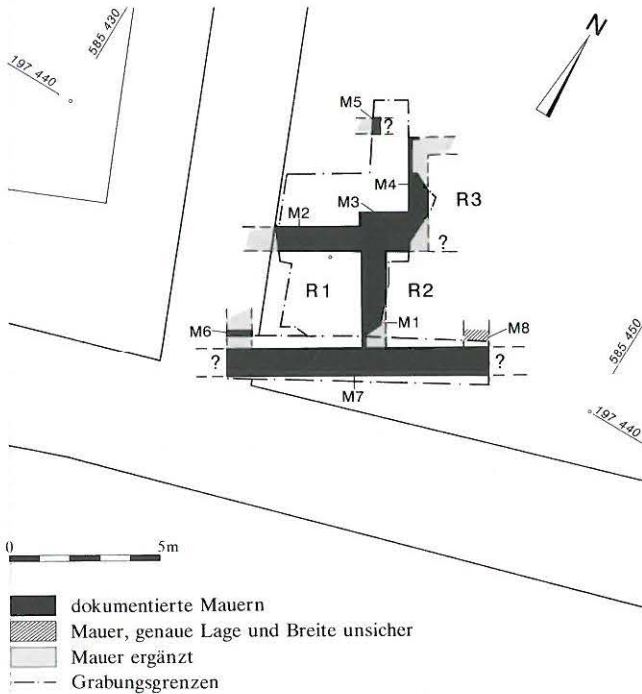 585 430
N
197 440
M5
?
M4
R3
M3
M2
?
R1
R2
M6
M1
M8
?
?
585 450
M7
197 440
0
5m
dokumentierte Mauern
Mauer, genaue Lage und Breite unsicher
Mauer ergänzt
Grabungsgrenzen